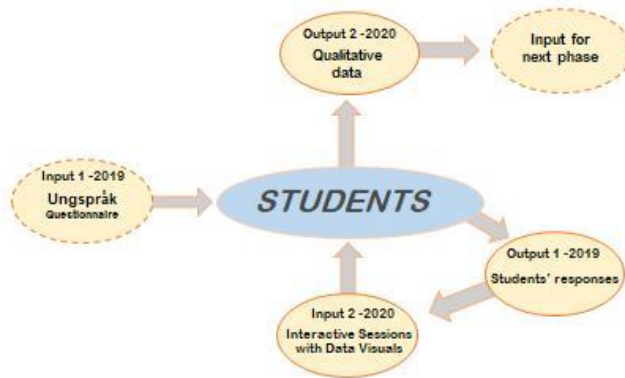 Output 2 -2020
Qualitative
data
Input for
next phase
Input 1 -2019
Ungspråk
Questionnaire
STUDENTS
Output 1 -2019
Students' responses
Input 2 -2020
Interactive Sessions
with Data Visuals